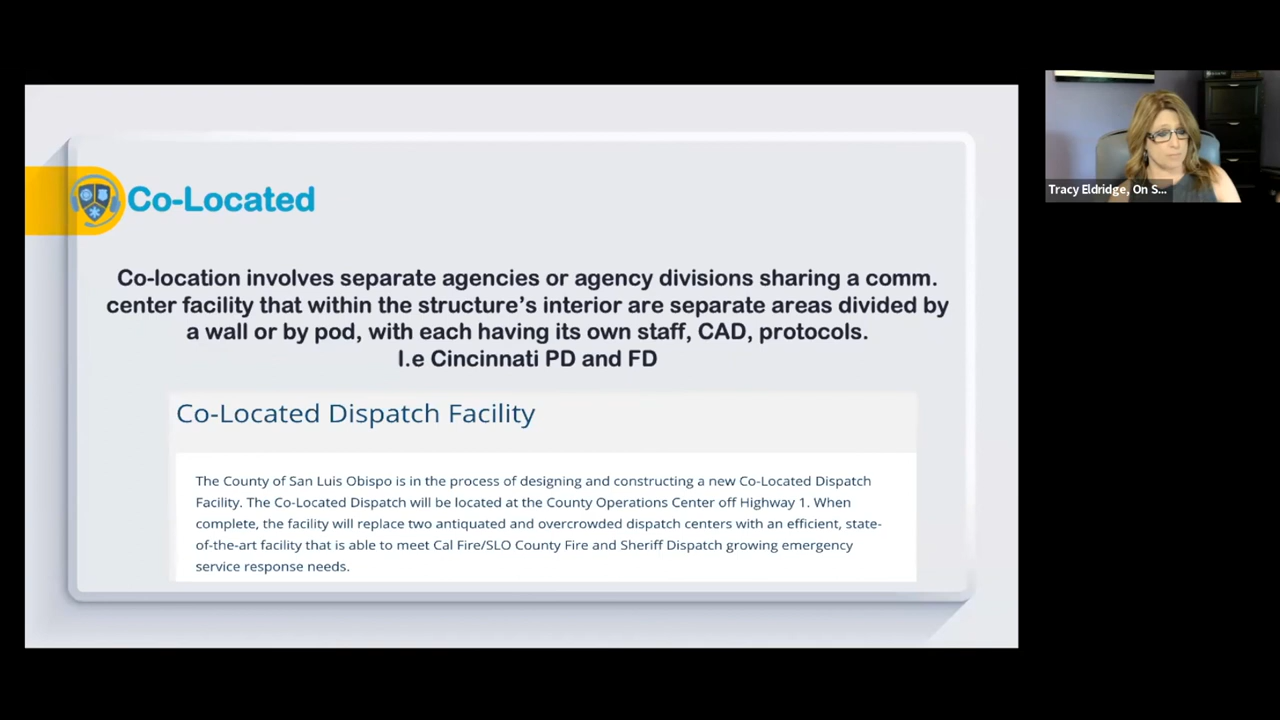 Co-Located
Co-location involves separate agencies or agency divisions sharing a comm.
center facility that within the structure's interior are separate areas divided by
a wall or by pod, with each having its own staff, CAD, protocols.
I.e Cincinnati PD and FD
Co-Located Dispatch Facility
The County of San Luis Obispo is in the process of designing and constructing a new Co-Located Dispatch
Facility. The Co-Located Dispatch will be located at the County Operations Center off Highway 1. When
complete, the facility will replace two antiquated and overcrowded dispatch centers with an efficient, state-
of-the-art facility that is able to meet Cal Fire/SLO County Fire and Sheriff Dispatch growing emergency
service response needs.
Tracy Eldridge, On S...